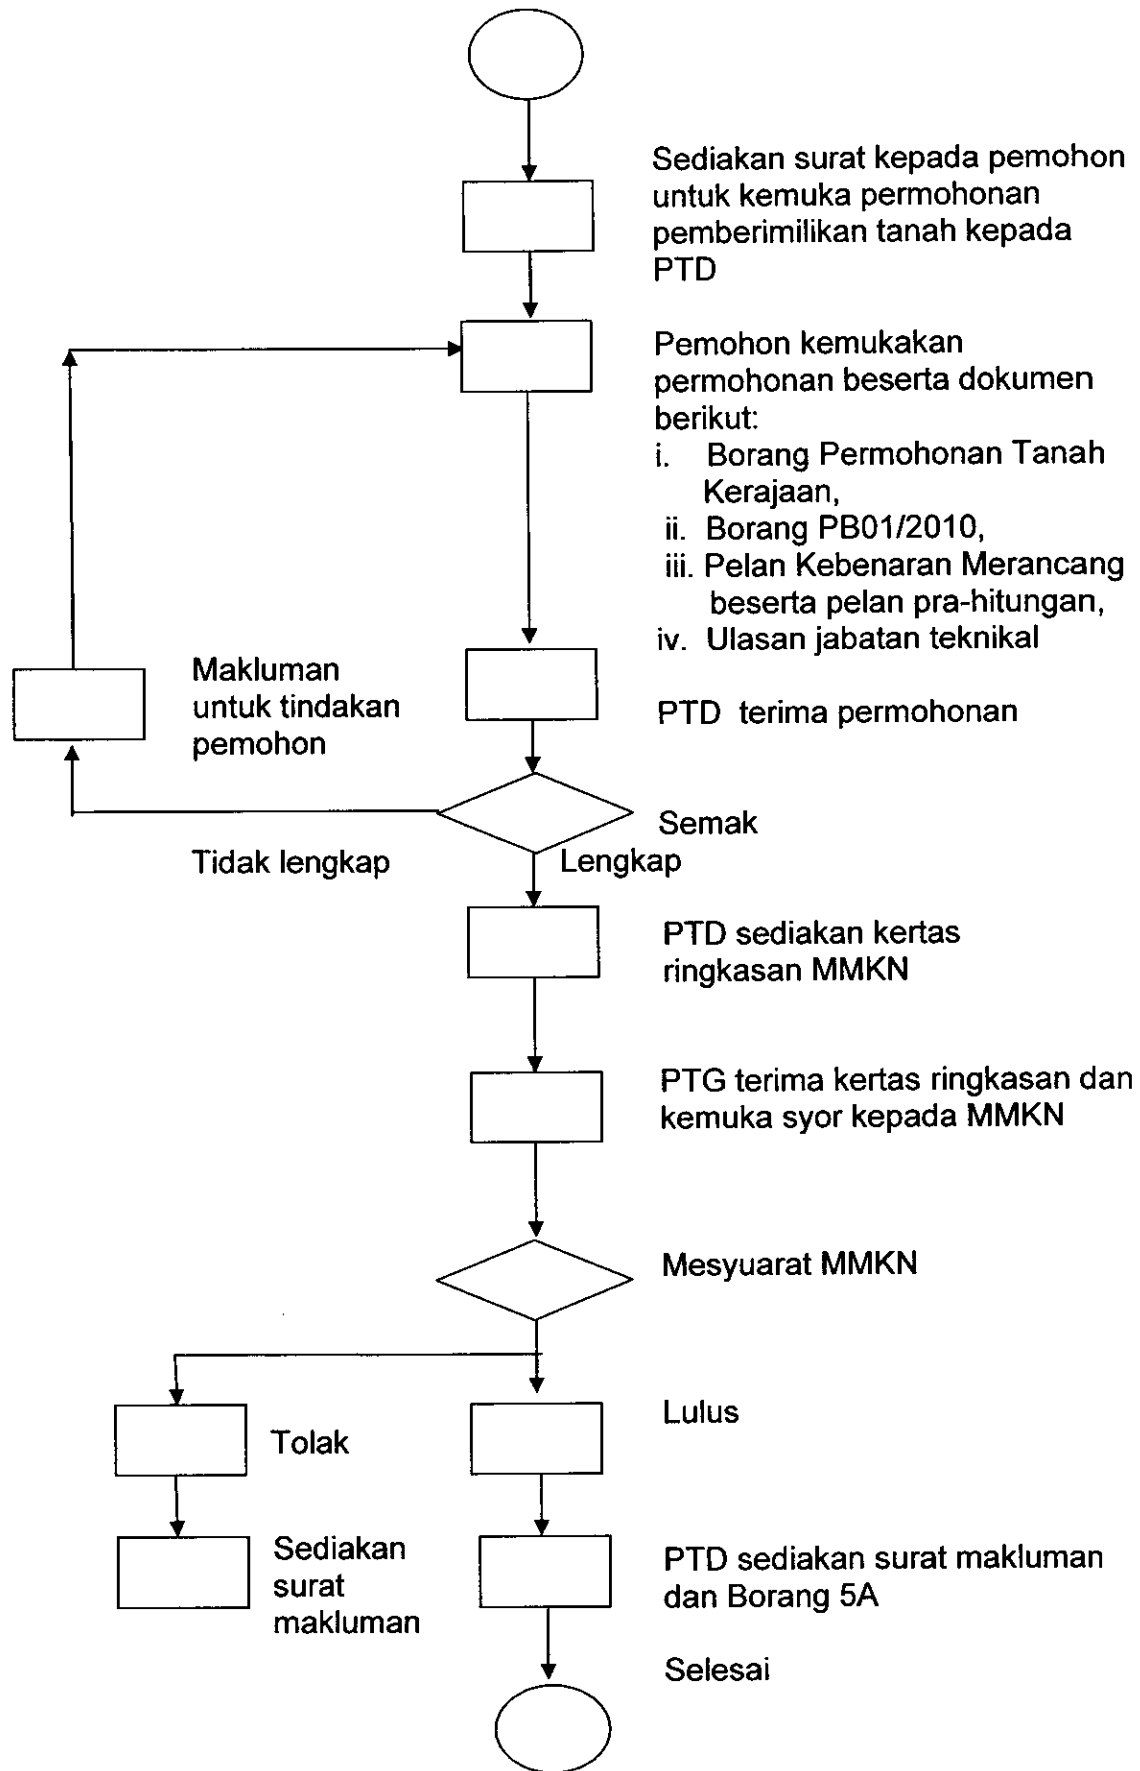 Sediakan surat kepada pemohon
untuk kemuka permohonan
pemberimilikan tanah kepada
PTD
Pemohon kemukakan
permohonan beserta dokumen
berikut:
i. Borang Permohonan Tanah
Kerajaan,
ii. Borang PB01/2010,
iii. Pelan Kebenaran Merancang
beserta pelan pra-hitungan,
iv. Ulasan jabatan teknikal
Makluman
untuk tindakan
pemohon
PTD terima permohonan
Semak
Tidak lengkap
Lengkap
PTD sediakan kertas
ringkasan MMKN
PTG terima kertas ringkasan dan
kemuka syor kepada MMKN
Mesyuarat MMKN
Lulus
Tolak
Sediakan
surat
makluman
PTD sediakan surat makluman
dan Borang 5A
Selesai